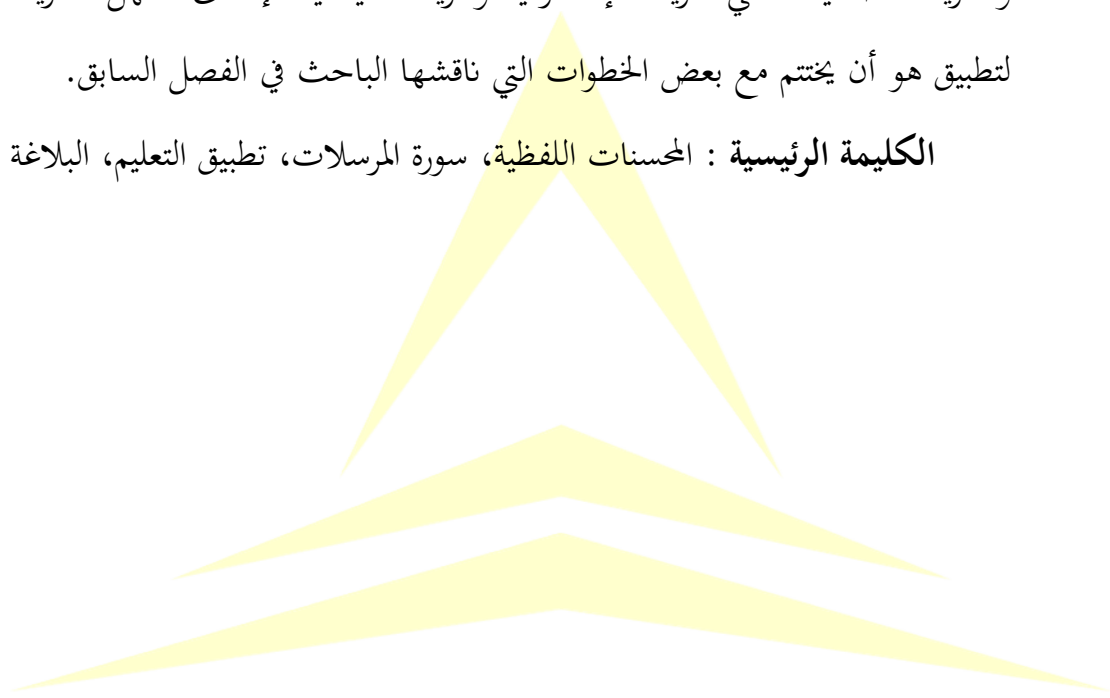 لتطبيق هو أن يختتم مع بعض الخطوات التي ناقشها الباحث في الفصل السابق.
الكليمة الرئيسية : المحسنات اللفظية، سورة المرسلات، تطبيق التعليم، البلاغة